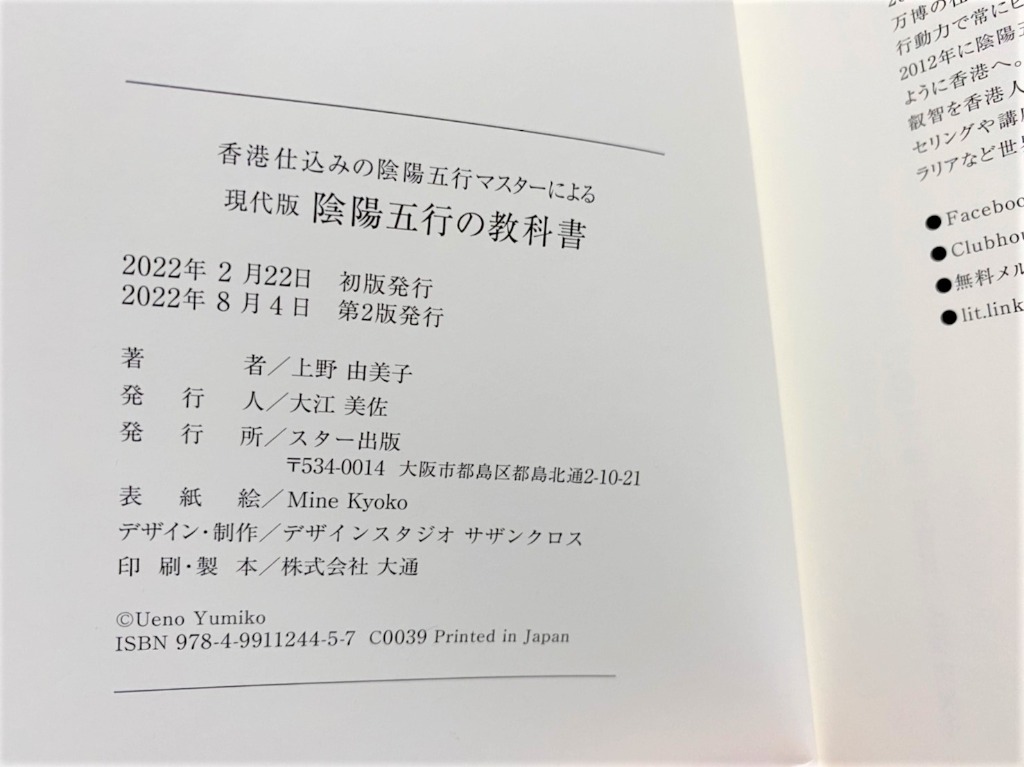 香港仕込みの陰陽五行マスターによる
現代版 陰陽五行の教科書
2022年 2 月22日 初版発行
2022年 8 月 4 日 第2版発行
著 者／上野 由美子
発 行 人／大江 美佐
発 行 所／スター出版
〒534-0014 大阪市都島区都島北通2-10-21
表 紙 絵／Mine Kyoko
デザイン・制作／デザインスタジオ サザンクロス
印 刷・製 本／株式会社 大通
©Ueno Yumiko
ISBN 978-4-9911244-5-7 C0039 Printed in Japan
万博の
行動力で常に
2012年に陰陽
ように香港へ。
叡智を香港人
セリングや講
ラリアなど世
●Faceboo
●Clubho
●無料メル
●lit.link